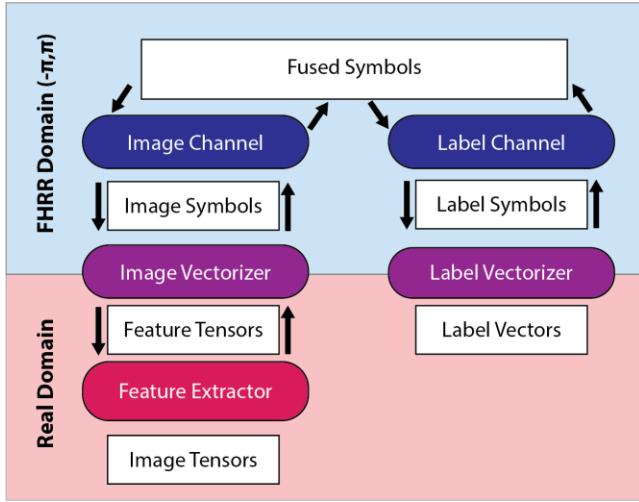 FHRR Domain (-π,π)
Fused Symbols
Image Channel
Label Channel
Image Symbols
Label Symbols
Image Vectorizer
Label Vectorizer
Real Domain
Feature Tensors
Label Vectors
Feature Extractor
Image Tensors